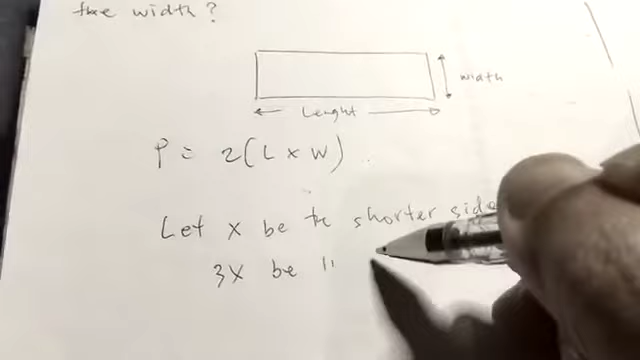 the width?
width
Lenght
P = 2(L x W)
Let x be the shorter side
3x be